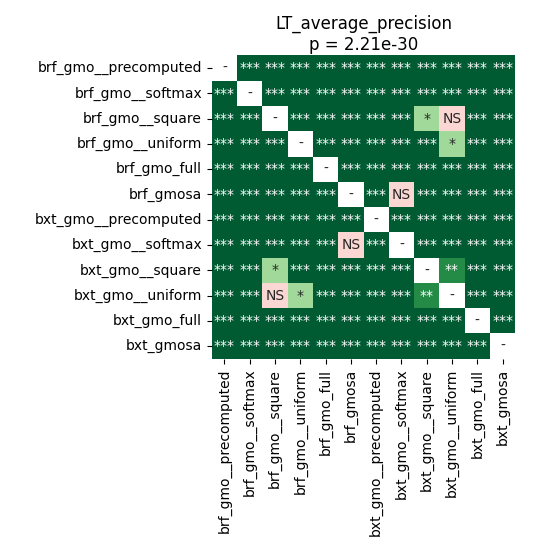 LT_average_precision
p = 2.21e-30
brf_gmo__precomputed - *** *** *** *** *** *** *** *** *** *** ***
brf_gmo__softmax *** - *** *** *** *** *** *** *** *** *** ***
brf_gmo__square *** *** - *** *** *** *** *** * NS *** ***
brf_gmo__uniform *** *** *** - *** *** *** *** *** * *** ***
brf_gmo_full *** *** *** *** - *** *** *** *** *** *** ***
brf_gmosa *** *** *** *** *** - *** NS *** *** *** ***
bxt_gmo__precomputed *** *** *** *** *** *** - *** *** *** *** ***
bxt_gmo__softmax *** *** *** *** *** NS *** - *** *** *** ***
bxt_gmo__square *** *** * *** *** *** *** *** - ** *** ***
bxt_gmo__uniform *** *** NS * *** *** *** *** ** - *** ***
bxt_gmo_full *** *** *** *** *** *** *** *** *** *** - ***
bxt_gmosa *** *** *** *** *** *** *** *** *** *** *** -
brf_gmo__precomputed
brf_gmo__softmax
brf_gmo__square
brf_gmo__uniform
brf_gmo_full
brf_gmosa
bxt_gmo__precomputed
bxt_gmo__softmax
bxt_gmo__square
bxt_gmo__uniform
bxt_gmo_full
bxt_gmosa